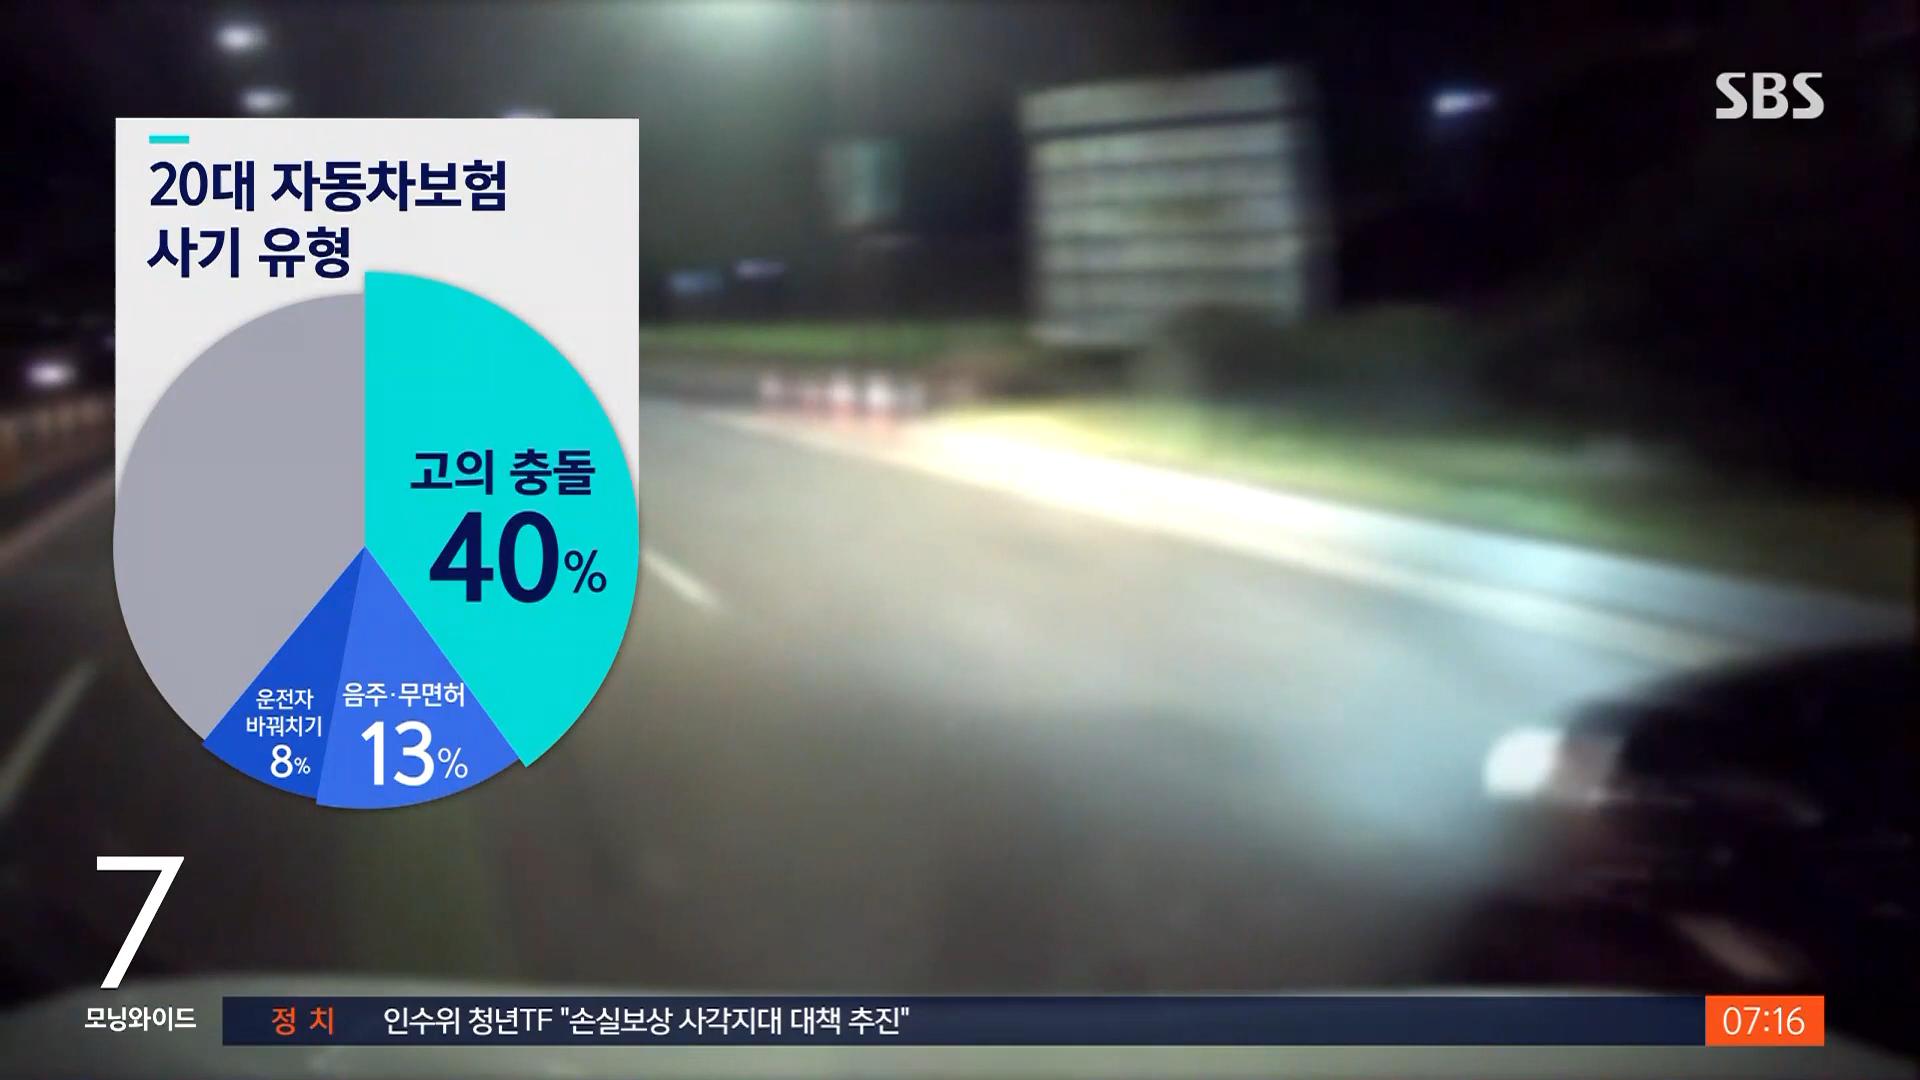 SBS
20대 자동차보험
사기 유형
고의 충돌
40%
음주·무면허
13%
운전자
바꿔치기
8%
7
모닝와이드
정치 인수위 청년TF "손실보상 사각지대 대책 추진" 07:16